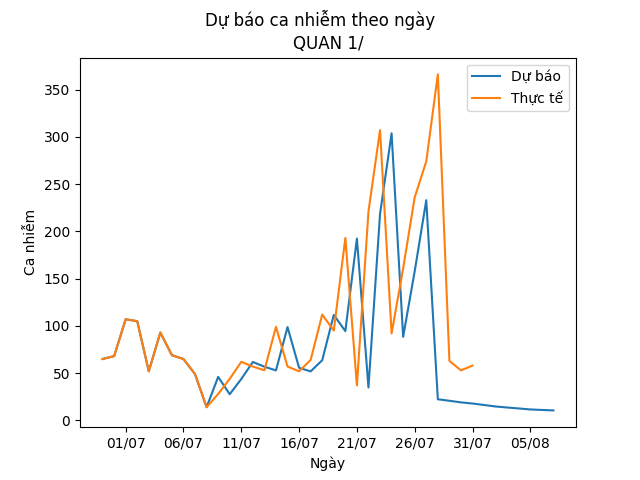 Dự báo ca nhiễm theo ngày
QUAN 1/
Dự báo
Thực tế
350
300
250
200
150
100
50
0
Ca nhiễm
01/07 06/07 11/07 16/07 21/07 26/07 31/07 05/08
Ngày